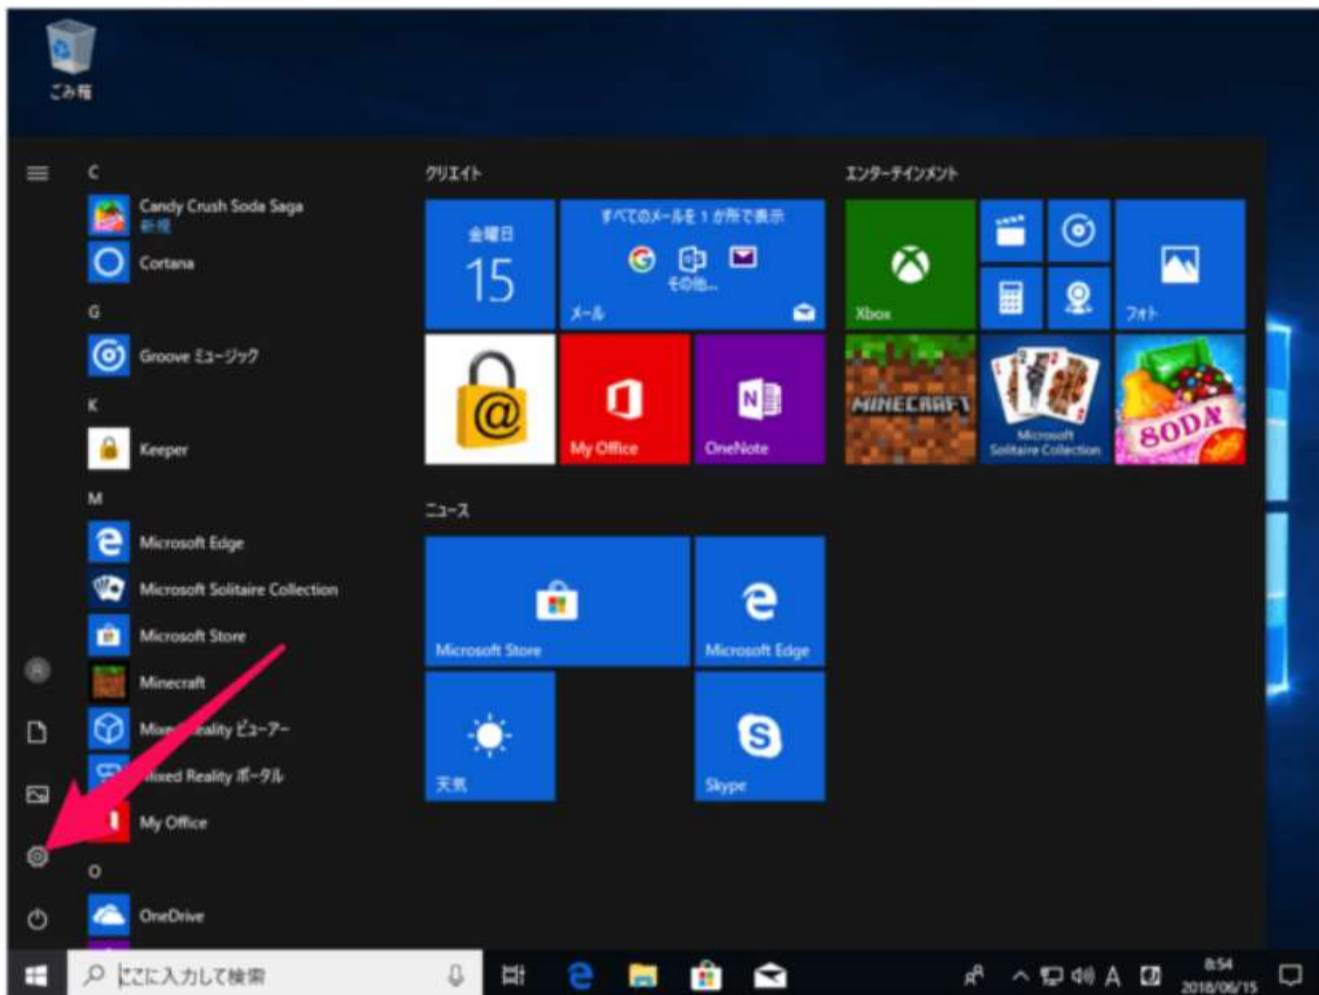 ごみ箱
C
Candy Crush Soda Saga
新規
Cortana
G
Groove ミュージック
K
Keeper
M
Microsoft Edge
Microsoft Solitaire Collection
Microsoft Store
Minecraft
Mixed Reality ビューアー
Mixed Reality ポータル
My Office
O
OneDrive
クリエイト
金曜日
15
すべてのメールを 1 か所で表示
その他...
メール
@
My Office
N
OneNote
エンターテインメント
Xbox
フォト
MINECRAFT
Microsoft
Solitaire Collection
SODA
ニュース
Microsoft Store
Microsoft Edge
天気
S
Skype
ここに入力して検索
A
8:54
2018/06/15